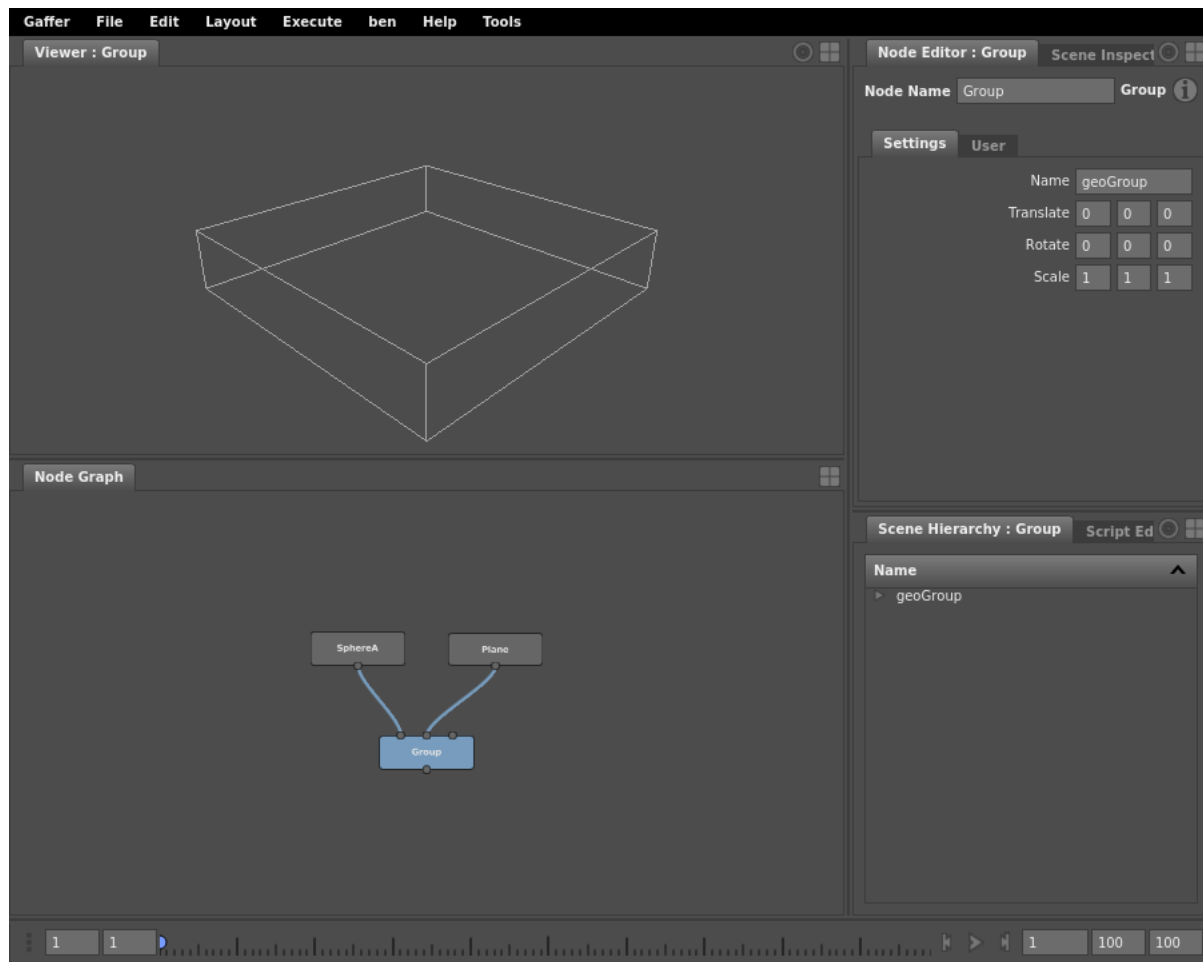 Gaffer File Edit Layout Execute ben Help Tools
Viewer : Group
Node Editor : Group Scene Inspect
Node Name Group Group
Settings User
Name geoGroup
Translate 0 0 0
Rotate 0 0 0
Scale 1 1 1
Node Graph
SphereA Plane
Group
Scene Hierarchy : Group Script Ed
Name
geoGroup
1 1 1 100 100